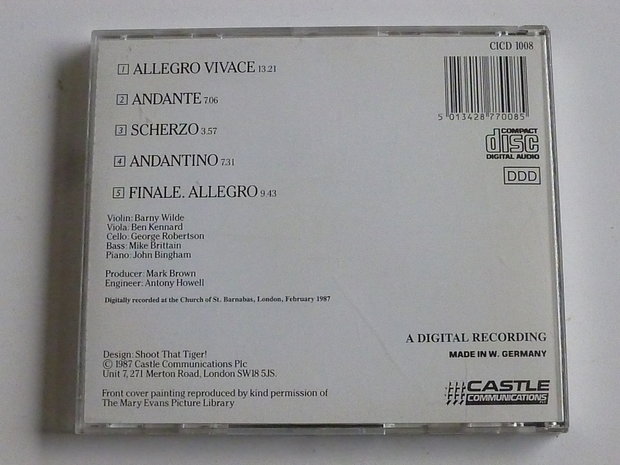 CICD 1008
1 ALLEGRO VIVACE 13.21
2 ANDANTE 7.06
3 SCHERZO 3.57
4 ANDANTINO 7.31
5 FINALE. ALLEGRO 9.43
5 013428 770085
COMPACT
disc
DIGITAL AUDIO
DDD
Violin: Barny Wilde
Viola: Ben Kennard
Cello: George Robertson
Bass: Mike Brittain
Piano: John Bingham
Producer: Mark Brown
Engineer: Antony Howell
Digitally recorded at the Church of St. Barnabas, London, February 1987
A DIGITAL RECORDING
MADE IN W. GERMANY
Design: Shoot That Tiger!
© 1987 Castle Communications Plc
Unit 7, 271 Merton Road, London SW18 5JS.
Front cover painting reproduced by kind permission of
The Mary Evans Picture Library
CASTLE
COMMUNICATIONS